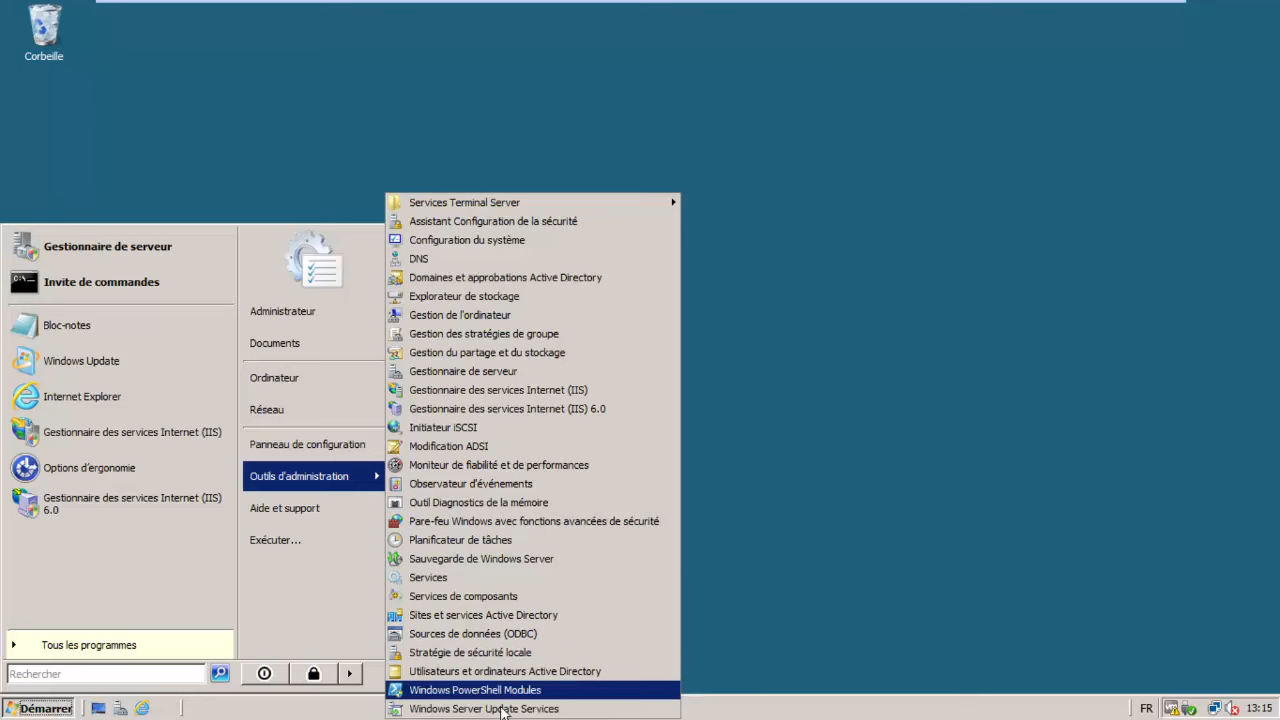 Corbeille
Gestionnaire de serveur
Invite de commandes
Bloc-notes
Windows Update
Internet Explorer
Gestionnaire des services Internet (IIS)
Options d'ergonomie
Gestionnaire des services Internet (IIS)
6.0
Tous les programmes
Rechercher
Administrateur
Documents
Ordinateur
Réseau
Panneau de configuration
Outils d'administration
Aide et support
Exécuter...
Services Terminal Server
Assistant Configuration de la sécurité
Configuration du système
DNS
Domaines et approbations Active Directory
Explorateur de stockage
Gestion de l'ordinateur
Gestion des stratégies de groupe
Gestion du partage et du stockage
Gestionnaire de serveur
Gestionnaire des services Internet (IIS)
Gestionnaire des services Internet (IIS) 6.0
Initiateur iSCSI
Modification ADSI
Moniteur de fiabilité et de performances
Observateur d'événements
Outil Diagnostics de la mémoire
Pare-feu Windows avec fonctions avancées de sécurité
Planificateur de tâches
Sauvegarde de Windows Server
Services
Services de composants
Sites et services Active Directory
Sources de données (ODBC)
Stratégie de sécurité locale
Utilisateurs et ordinateurs Active Directory
Windows PowerShell Modules
Windows Server Update Services
Démarrer
FR
13:15